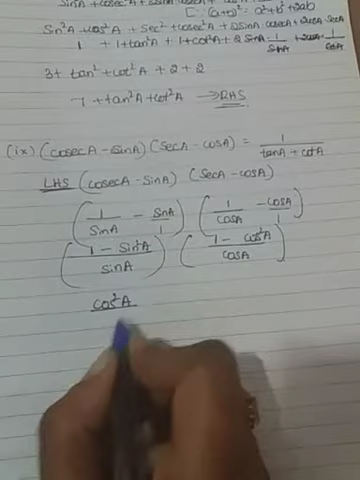 [∵ (a+b)² = a²+b²+2ab
Sin²A + cos²A + Sec² + cosec²A + 2SinA cosecA + 2cosA SecA
1 + 1+tan²A + 1+cot²A + 2 SinA 1/SinA + 2cosA 1/cosA
3+ tan² + cot²A + 2 + 2
7 + tan²A + cot²A → RHS
(ix) (cosecA - sinA) (SecA - cosA) = 1/tanA + cotA
LHS (cosecA - SinA) (SecA - cosA)
(1/SinA - SinA/1) (1/cosA - cosA/1)
(1 - Sin²A/sinA) (1 - cos²A/cosA)
cos²A